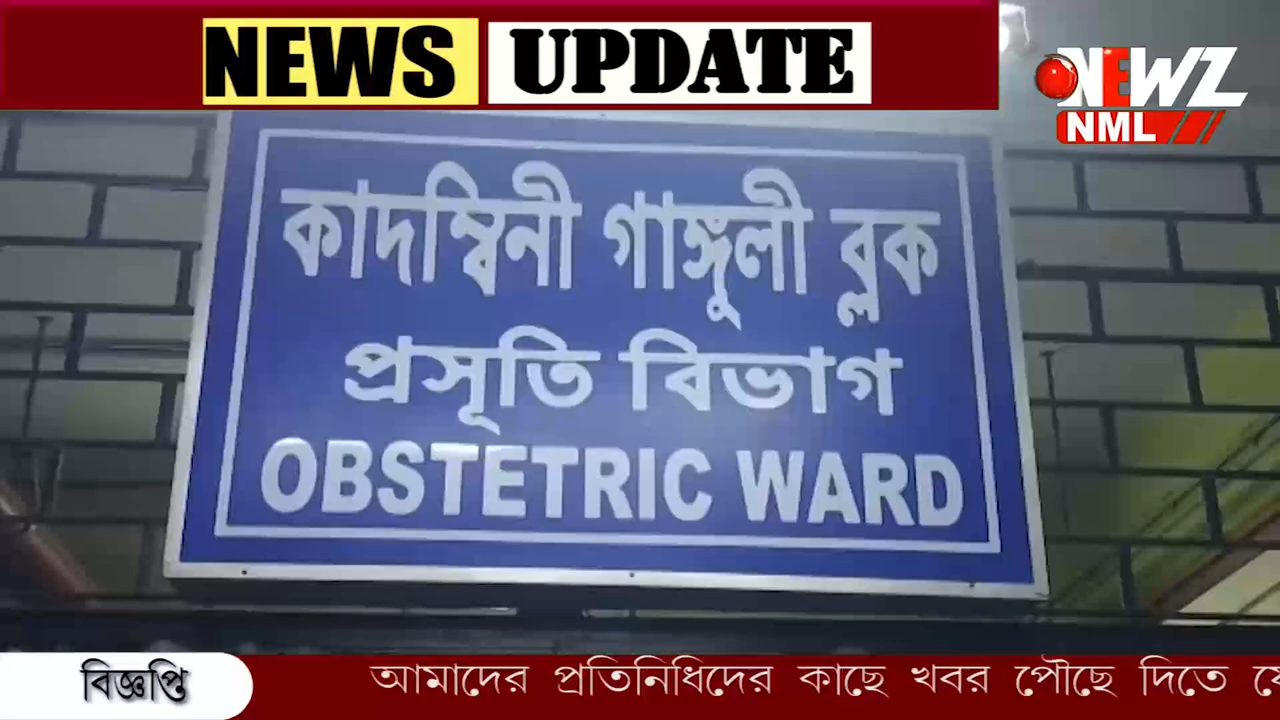 NEWS UPDATE
NEWZ
NML
কাদম্বিনী গাঙ্গুলী ব্লক
প্রসূতি বিভাগ
OBSTETRIC WARD
বিজ্ঞপ্তি
আমাদের প্রতিনিধিদের কাছে খবর পৌছে দিতে